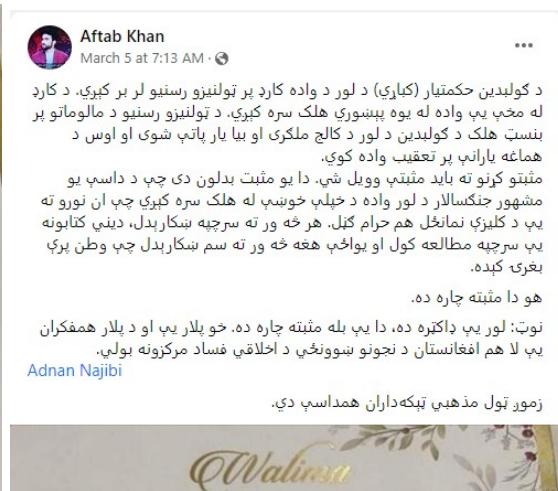 Aftab Khan
March 5 at 7:13 AM ·
د ګولبدین حکمتیار (کباړي) د لور د واده کارډ پر ټولنیزو رسنیو لر بر کېږي. د کارډ
له مخې یې واده له یوه پېښوري هلک سره کېږي. د ټولنیزو رسنیو د مالوماتو پر
بنسټ هلک د ګولبدین د لور د کالج ملګری او بیا یار پاتې شوی او اوس د
هماغه یارانې پر تعقیب واده کوي.
مثبتو کړنو ته باید مثبتې وویل شي. دا یو مثبت بدلون دی چې د داسې یو
مشهور جنګسالار د لور واده د خپلې خوښې له هلک سره کېږي چې ان نورو ته
یې د کلیزې نمانځل هم حرام ګڼل. هر څه ور ته سرچپه ښکارېدل، دیني کتابونه
یې سرچپه مطالعه کول او یواځې هغه څه ور ته سم ښکارېدل چې وطن پرې
بغرۍ کېده.
هو دا مثبته چاره ده.
نوټ: لور یې ډاکټره ده، دا یې بله مثبته چاره ده. خو پلار یې او د پلار همفکران
یې لا هم افغانستان د نجونو ښوونځي د اخلاقي فساد مرکزونه بولي.
Adnan Najibi
زموږ ټول مذهبي ټېکه‌داران همداسې دي.
Walima